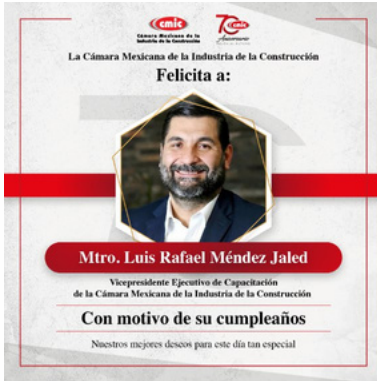 cmic
Cámara Mexicana de la
Industria de la Construcción
70 cmic
Aniversario
La Cámara Mexicana de la Industria de la Construcción
Felicita a:
Mtro. Luis Rafael Méndez Jaled
Vicepresidente Ejecutivo de Capacitación
de la Cámara Mexicana de la Industria de la Construcción
Con motivo de su cumpleaños
Nuestros mejores deseos para este día tan especial